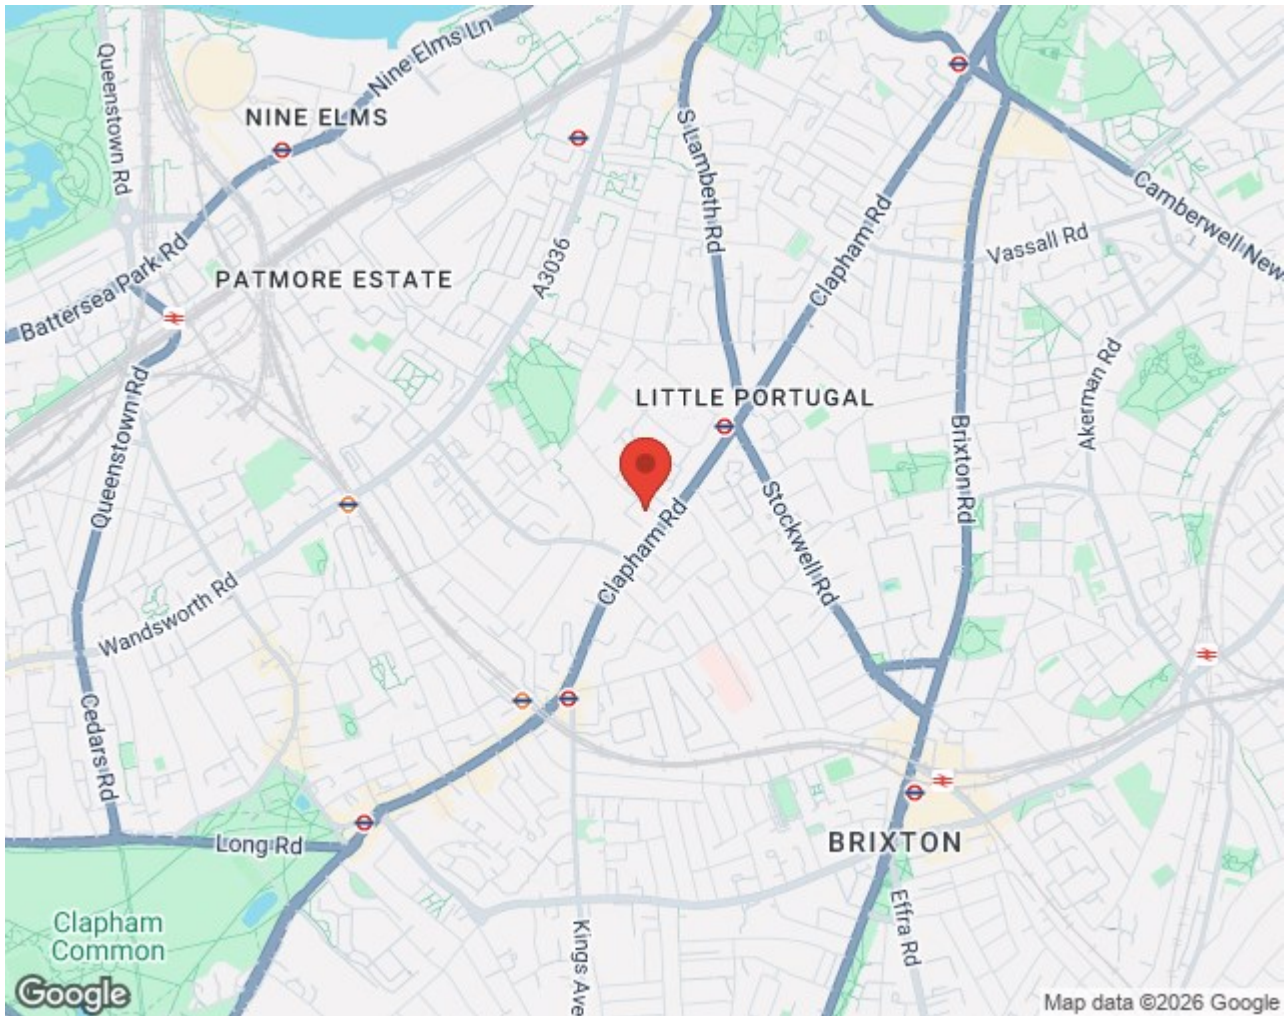 Queenstown Rd
Nine Elms Ln
NINE ELMS
S Lambeth Rd
Clapham Rd
Camberwell New
Vassall Rd
A3036
Battersea Park Rd
PATMORE ESTATE
Akerman Rd
LITTLE PORTUGAL
Queenstown Rd
Brixton Rd
Stockwell Rd
Clapham Rd
Wandsworth Rd
Cedars Rd
Long Rd
BRIXTON
Effra Rd
Kings Ave
Clapham
Common
Google
Map data ©2026 Google